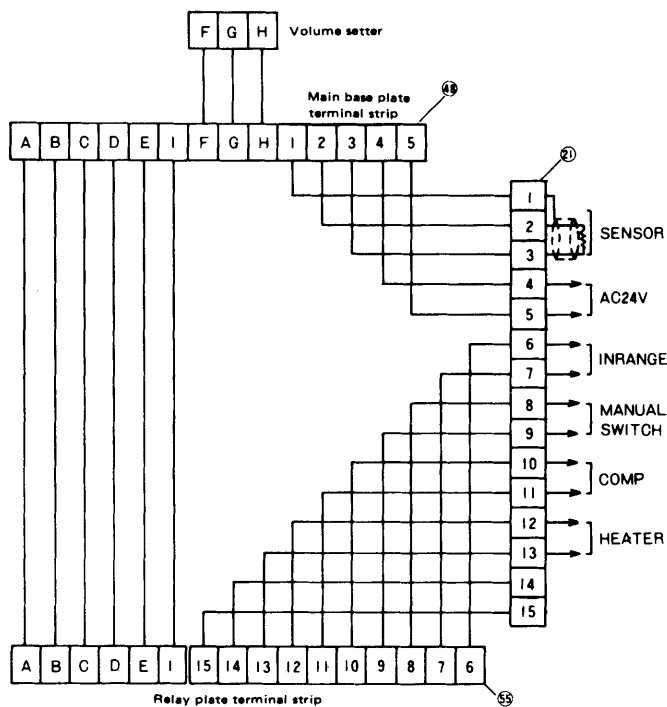 F G H Volume setter
Main base plate
terminal strip
48
A B C D E I F G H 1 2 3 4 5
21
1
2
3
SENSOR
4
5
AC24V
6
7
INRANGE
8
9
MANUAL
SWITCH
10
11
COMP
12
13
HEATER
14
15
A B C D E I 15 14 13 12 11 10 9 8 7 6
Relay plate terminal strip
55